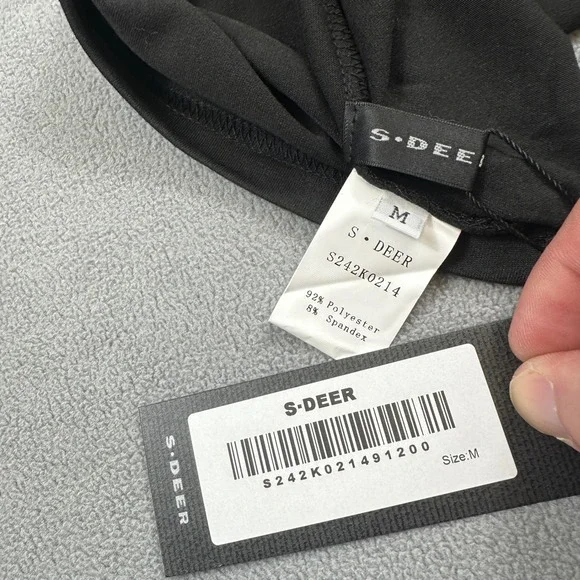 S·DEER
M
S·DEER
S242K0214
92% Polyester
8% Spandex
S·DEER
S·DEER
S242K021491200
Size:M